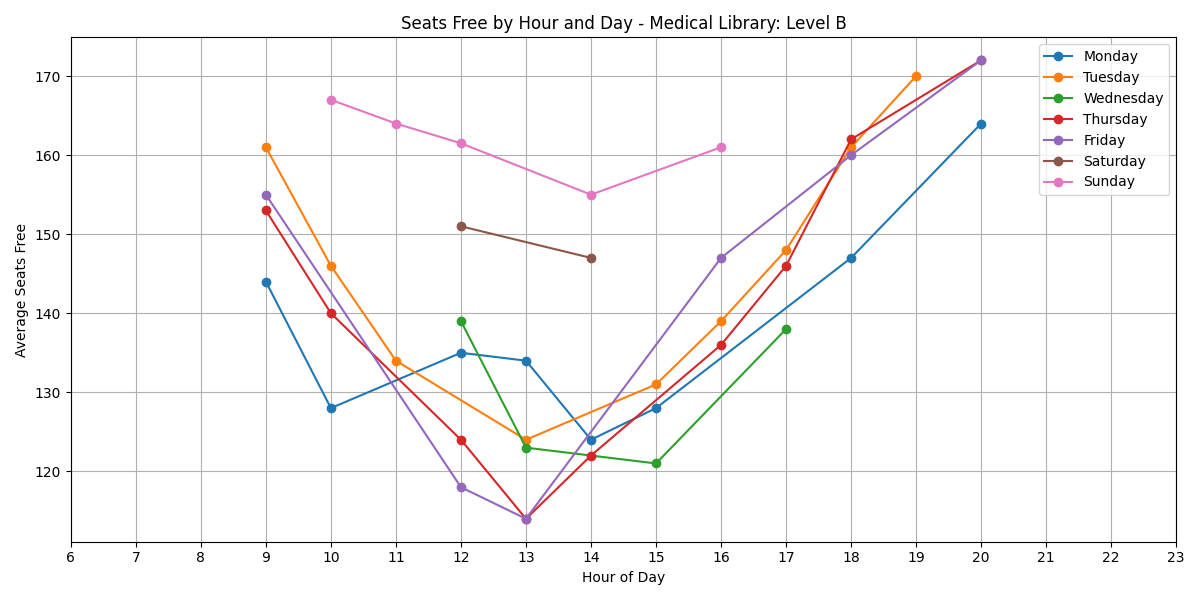 Seats Free by Hour and Day - Medical Library: Level B
Average Seats Free
170
160
150
140
130
120
6 7 8 9 10 11 12 13 14 15 16 17 18 19 20 21 22 23
Hour of Day
Monday
Tuesday
Wednesday
Thursday
Friday
Saturday
Sunday